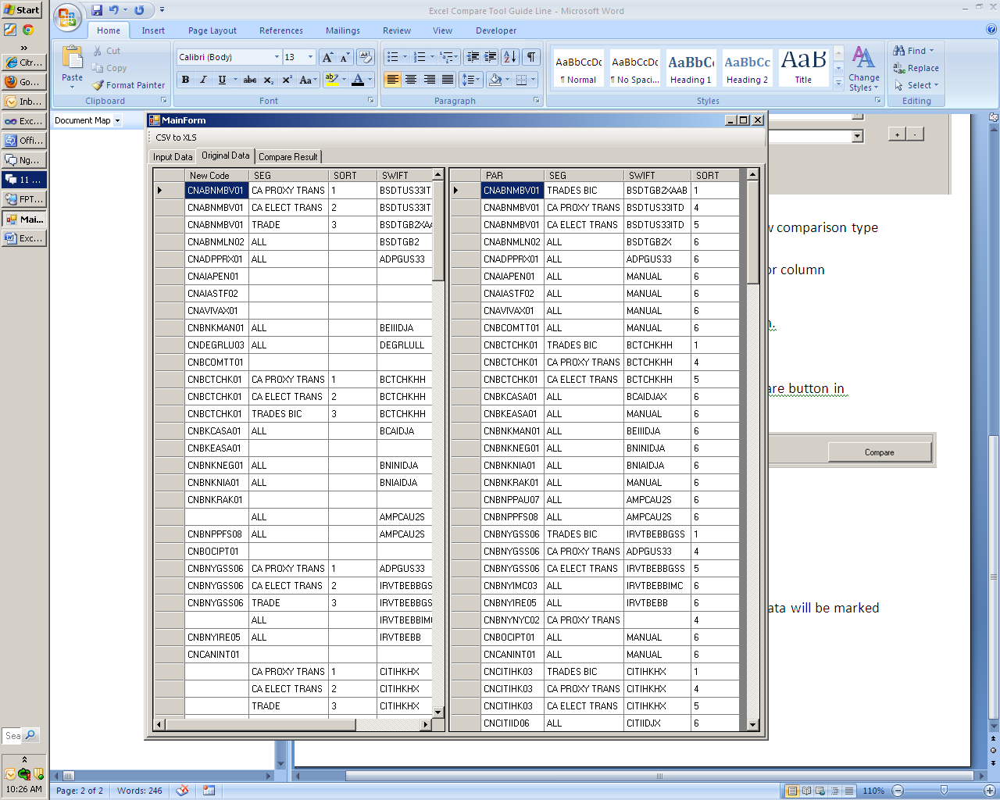 Start
Excel Compare Tool Guide Line - Microsoft Word
Home Insert Page Layout References Mailings Review View Developer
Paste
Cut
Copy
Format Painter
Clipboard
Calibri (Body) 13
Font
Paragraph
AaBbCcDc AaBbCcDc AaBbCc AaBbCc AaB
¶ Normal ¶ No Spaci... Heading 1 Heading 2 Title
Change Styles
Styles
Find
Replace
Select
Editing
Citr...
Go...
Inb...
Exc...
Offi...
Ng...
11 ...
FPT...
Mai...
Exc...
Document Map
MainForm
CSV to XLS
Input Data Original Data Compare Result
New Code SEG SORT SWIFT
CNABNMBV01 CA PROXY TRANS 1 BSDTUS33IT
CNABNMBV01 CA ELECT TRANS 2 BSDTUS33IT
CNABNMBV01 TRADE 3 BSDTGB2XAA
CNABNMLN02 ALL BSDTGB2
CNADPPRX01 ALL ADPGUS33
CNAIAPEN01
CNAIASTF02
CNAVIVAX01
CNBNKMAN01 ALL BEIIIDJA
CNDEGRLU03 ALL DEGRLULL
CNBCOMTT01
CNBCTCHK01 CA PROXY TRANS 1 BCTCHKHH
CNBCTCHK01 CA ELECT TRANS 2 BCTCHKHH
CNBCTCHK01 TRADES BIC 3 BCTCHKHH
CNBKCASA01 ALL BCAIDJA
CNBKEASA01
CNBNKNEG01 ALL BNINIDJA
CNBNKNIA01 ALL BNIAIDJA
CNBNKRAK01
ALL AMPCAU2S
CNBNPPFS08 ALL AMPCAU2S
CNBOCIPT01
CNBNYGSS06 CA PROXY TRANS 1 ADPGUS33
CNBNYGSS06 CA ELECT TRANS 2 IRVTBEBBGS
CNBNYGSS06 TRADE 3 IRVTBEBBGS
ALL IRVTBEBBIM
CNBNYIRE05 ALL IRVTBEBB
CNCANINT01
CA PROXY TRANS 1 CITIHKHX
CA ELECT TRANS 2 CITIHKHX
TRADE 3 CITIHKHX
PAR SEG SWIFT SORT
CNABNMBV01 TRADES BIC BSDTGB2XAAB 1
CNABNMBV01 CA PROXY TRANS BSDTUS33ITD 4
CNABNMBV01 CA ELECT TRANS BSDTUS33ITD 5
CNABNMLN02 ALL BSDTGB2X 6
CNADPPRX01 ALL ADPGUS33 6
CNAIAPEN01 ALL MANUAL 6
CNAIASTF02 ALL MANUAL 6
CNAVIVAX01 ALL MANUAL 6
CNBCOMTT01 ALL MANUAL 6
CNBCTCHK01 TRADES BIC BCTCHKHH 1
CNBCTCHK01 CA PROXY TRANS BCTCHKHH 4
CNBCTCHK01 CA ELECT TRANS BCTCHKHH 5
CNBKCASA01 ALL BCAIDJAX 6
CNBKEASA01 ALL MANUAL 6
CNBNKMAN01 ALL BEIIIDJA 6
CNBNKNEG01 ALL BNINIDJA 6
CNBNKNIA01 ALL BNIAIDJA 6
CNBNKRAK01 ALL MANUAL 6
CNBNPPAU07 ALL AMPCAU2S 6
CNBNPPFS08 ALL AMPCAU2S 6
CNBNYGSS06 TRADES BIC IRVTBEBBGSS 1
CNBNYGSS06 CA PROXY TRANS ADPGUS33 4
CNBNYGSS06 CA ELECT TRANS IRVTBEBBGSS 5
CNBNYIMC03 ALL IRVTBEBBIMC 6
CNBNYIRE05 ALL IRVTBEBB 6
CNBNYNYC02 CA PROXY TRANS 4
CNBOCIPT01 ALL MANUAL 6
CNCANINT01 ALL MANUAL 6
CNCITIHK03 TRADES BIC CITIHKHX 1
CNCITIHK03 CA PROXY TRANS CITIHKHX 4
CNCITIHK03 CA ELECT TRANS CITIHKHX 5
CNCITIID06 ALL CITIIDJX 6
+ -
w comparison type
or column
n.
are button in
Compare
ata will be marked
Sea
10:26 AM
Page: 2 of 2 Words: 246 110%